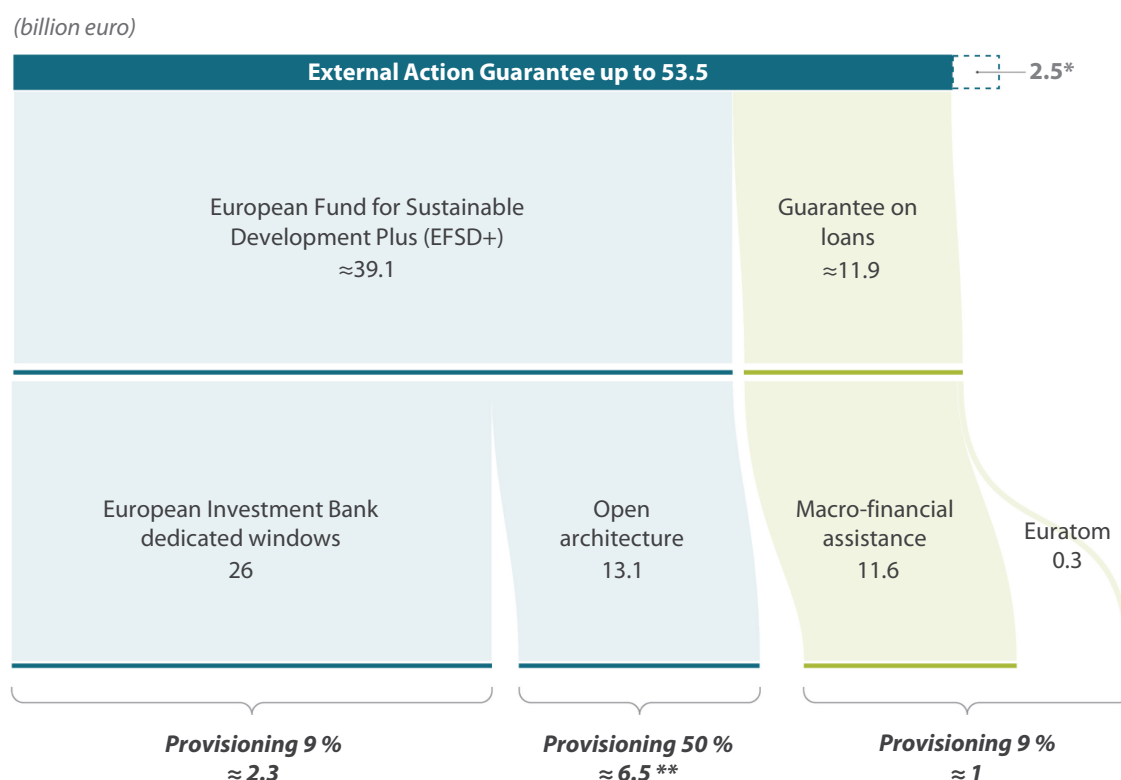 (billion euro)
External Action Guarantee up to 53.5
2.5*
European Fund for Sustainable
Development Plus (EFSD+)
≈39.1
Guarantee on
loans
≈11.9
European Investment Bank
dedicated windows
26
Open
architecture
13.1
Macro-financial
assistance
11.6
Euratom
0.3
Provisioning 9 %
≈ 2.3
Provisioning 50 %
≈ 6.5 **
Provisioning 9 %
≈ 1